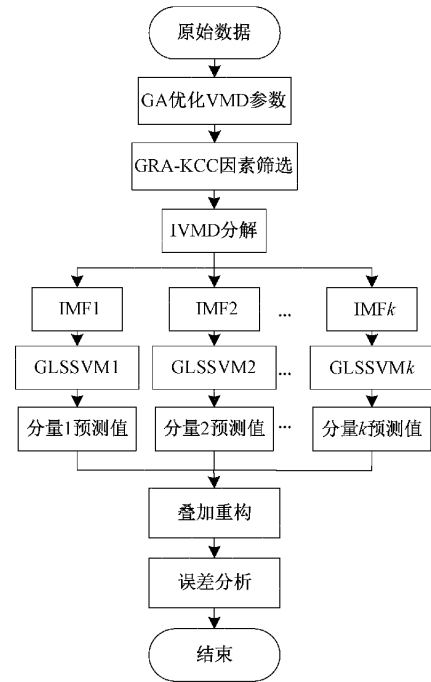 原始数据
GA优化VMD参数
GRA-KCC因素筛选
IVMD分解
IMF1 IMF2 ... IMFk
GLSSVM1 GLSSVM2 ... GLSSVMk
分量1预测值 分量2预测值 ... 分量k预测值
叠加重构
误差分析
结束